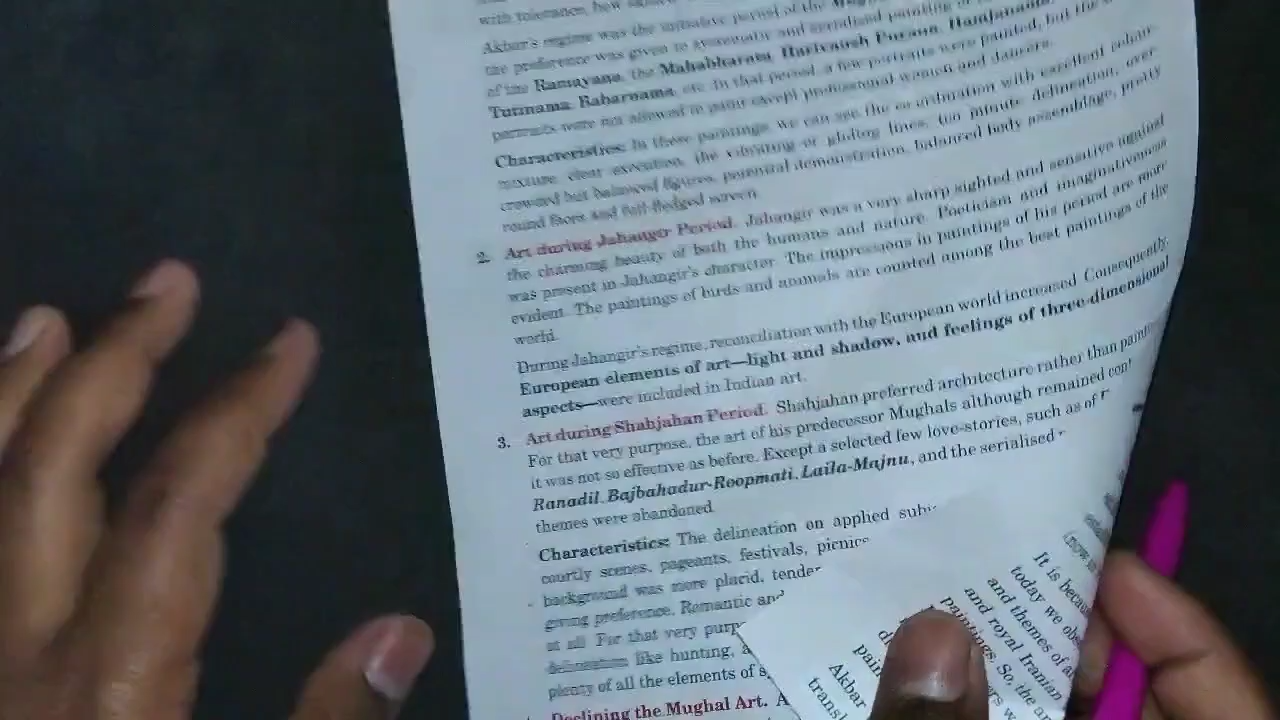 with tolerance,
Akbar's regime was the initiative period of the
the preference was given to systematic and serialised painting
of the Ramayana, the Mahabharata, Harivansh Purana, Hamjanama,
Tutinama, Babarnama, etc. In that period, a few portraits were painted, but the
portraits were not allowed to paint except professional women and dancers.
Characteristics: In these paintings, we can see the co-ordination with excellent
mixture, clear execution, the vibrating or gliding lines, too minute delineation, over
crowded but balanced figures, perennial demonstration, balanced body assemblage, pretty
round faces and full-fledged screen.
2. Art during Jahangir Period. Jahangir was a very sharp sighted and sensitive against
the charming beauty of both the humans and nature. Poeticism and imaginativeness
was present in Jahangir's character. The impressions in paintings of his period are more
evident. The paintings of birds and animals are counted among the best paintings of the
world.
During Jahangir's regime, reconciliation with the European world increased. Consequently,
European elements of art—light and shadow, and feelings of three-dimensional
aspects—were included in Indian art.
3. Art during Shahjahan Period. Shahjahan preferred architecture rather than
For that very purpose, the art of his predecessor Mughals although remained
it was not so effective as before. Except a selected few love-stories, such as of
Ranadil, Bajbahadur-Roopmati, Laila-Majnu, and the serialised
themes were abandoned.
Characteristics: The delineation on applied
courtly scenes, pageants, festivals,
background was more placid,
giving preference. Romantic and
at all. For that very
delineation like hunting,
plenty of all the elements of
Declining the Mughal Art.
It is
today we
and themes of
and royal Iranian
paintings. So, the
Akbar